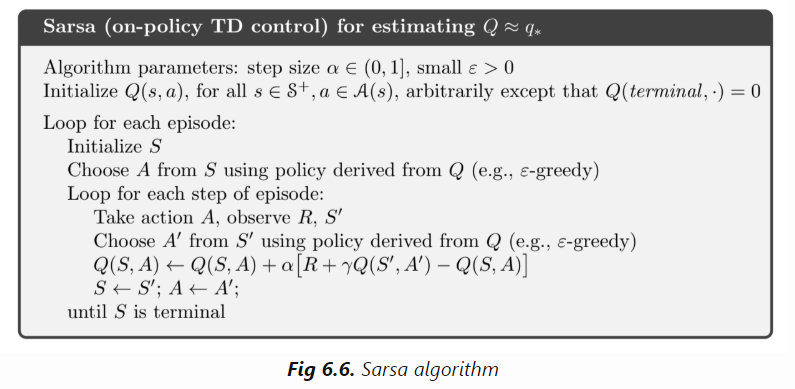 Sarsa (on-policy TD control) for estimating Q ≈ q*
Algorithm parameters: step size α ∈ (0, 1], small ε > 0
Initialize Q(s, a), for all s ∈ 𝒮⁺, a ∈ 𝒜(s), arbitrarily except that Q(terminal, ·) = 0
Loop for each episode:
Initialize S
Choose A from S using policy derived from Q (e.g., ε-greedy)
Loop for each step of episode:
Take action A, observe R, S′
Choose A′ from S′ using policy derived from Q (e.g., ε-greedy)
Q(S, A) ← Q(S, A) + α[R + γQ(S′, A′) − Q(S, A)]
S ← S′; A ← A′;
until S is terminal
Fig 6.6. Sarsa algorithm